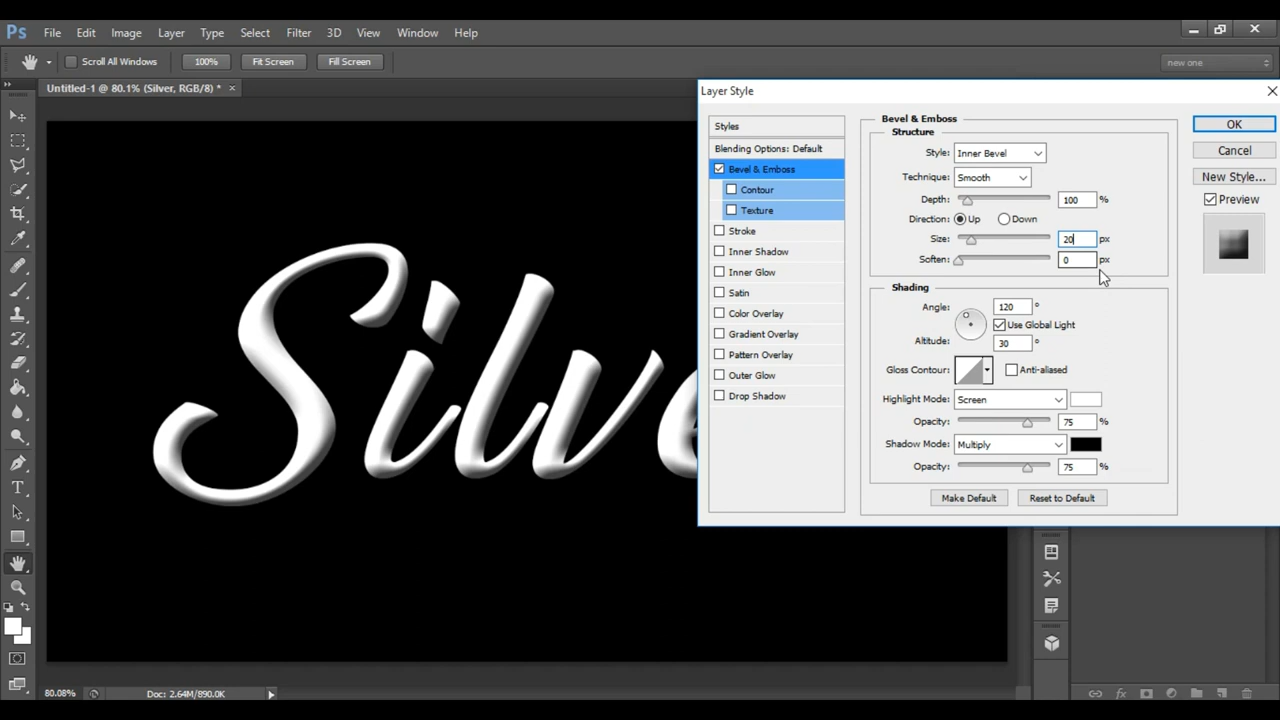 Ps File Edit Image Layer Type Select Filter 3D View Window Help
Scroll All Windows 100% Fit Screen Fill Screen new one
Untitled-1 @ 80.1% (Silver, RGB/8) * ×
Layer Style
Styles
Blending Options: Default
Bevel & Emboss
Contour
Texture
Stroke
Inner Shadow
Inner Glow
Satin
Color Overlay
Gradient Overlay
Pattern Overlay
Outer Glow
Drop Shadow
Bevel & Emboss
Structure
Style: Inner Bevel
Technique: Smooth
Depth: 100 %
Direction: Up Down
Size: 20 px
Soften: 0 px
Shading
Angle: 120 °
Use Global Light
Altitude: 30 °
Gloss Contour: Anti-aliased
Highlight Mode: Screen
Opacity: 75 %
Shadow Mode: Multiply
Opacity: 75 %
Make Default Reset to Default
OK
Cancel
New Style...
Preview
Silve
80.08% Doc: 2.64M/890.0K